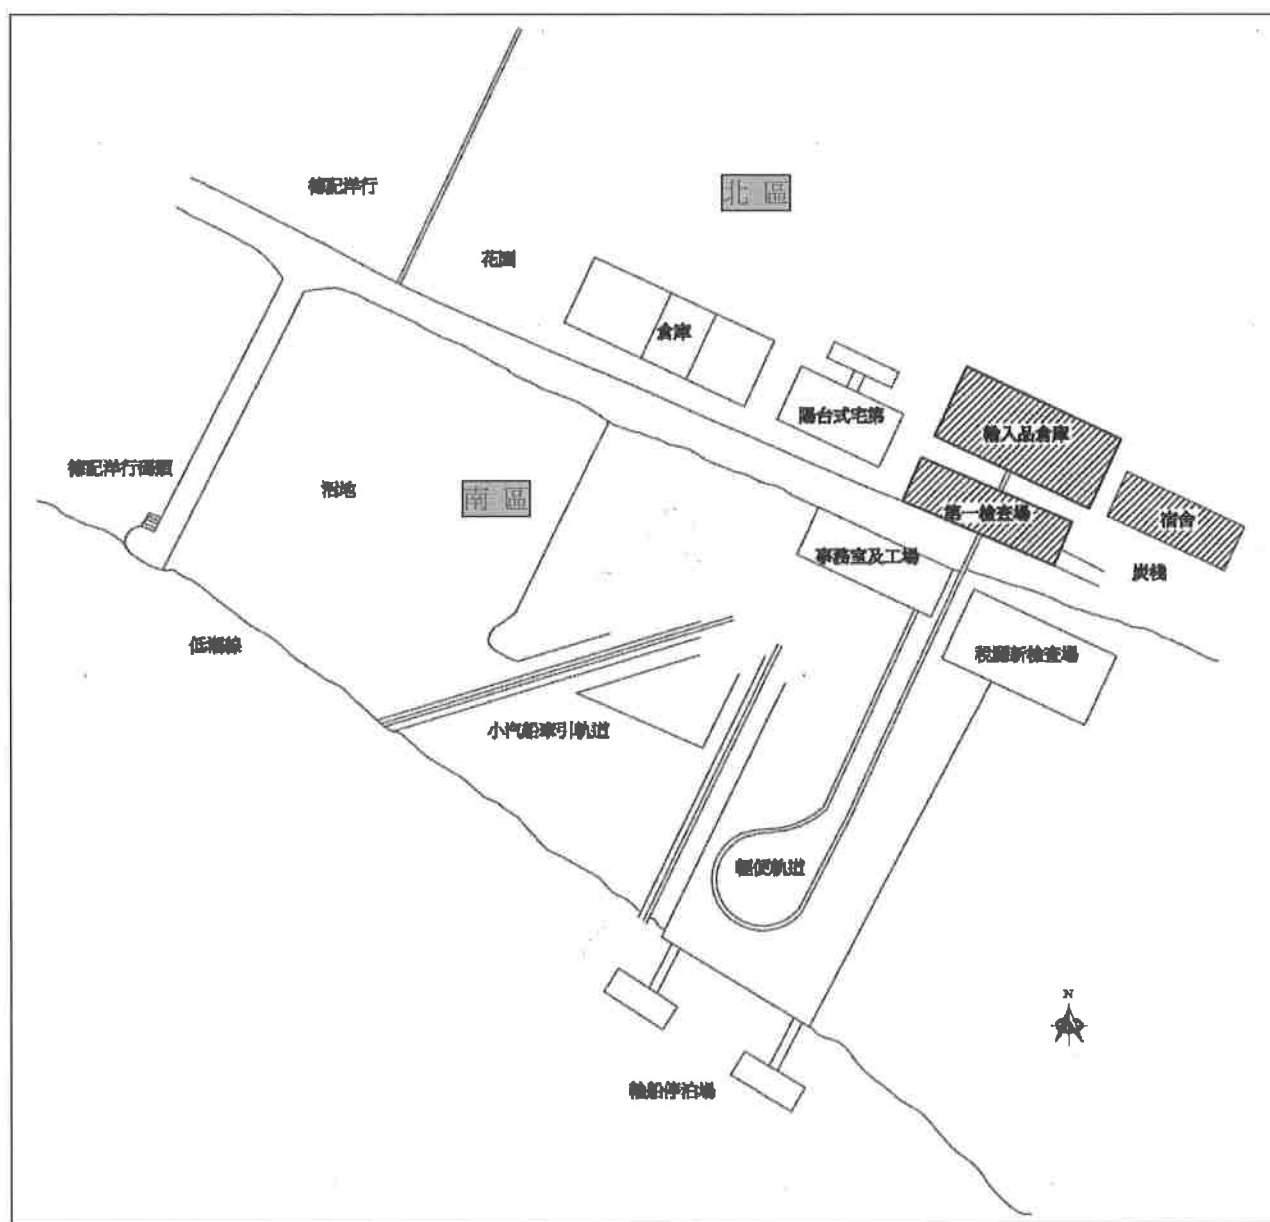 德記洋行
北 區
花園
倉庫
陽台式宅第
輸入品倉庫
德記洋行碼頭
沼地
南 區
第一檢查場
宿舍
事務室及工場
炭棧
低潮線
稅關新檢查場
小汽船牽引軌道
輕便軌道
N
輪船停泊場